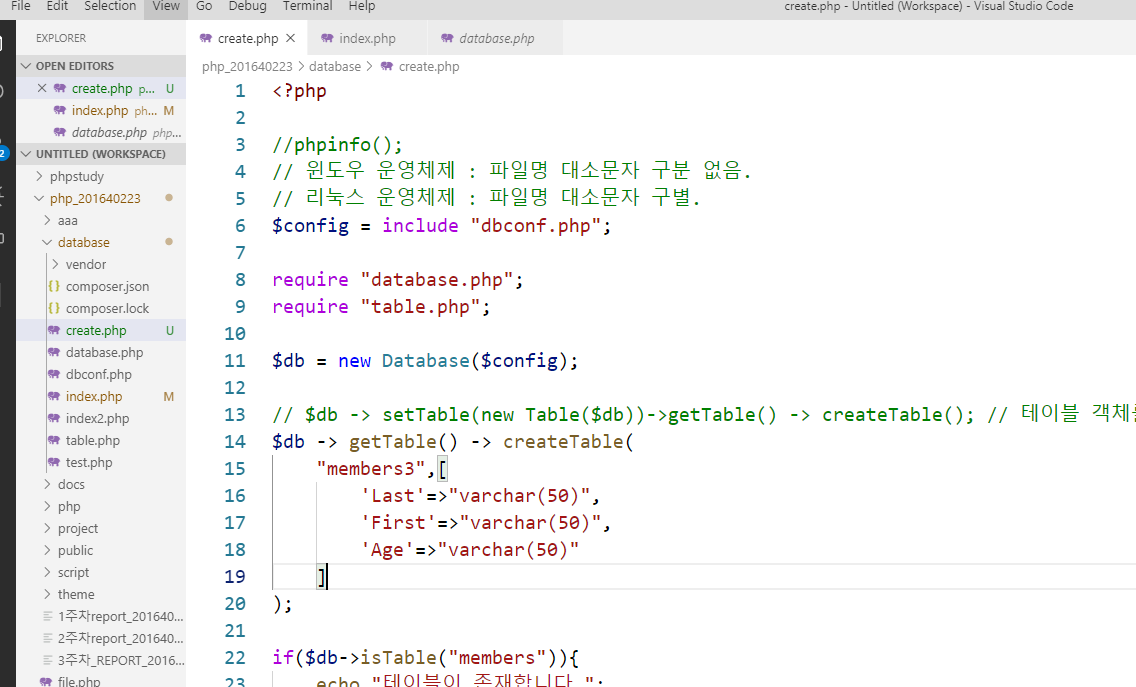 File Edit Selection View Go Debug Terminal Help create.php - Untitled (Workspace) - Visual Studio Code
EXPLORER
OPEN EDITORS
create.php p... U
index.php ph... M
database.php php...
UNTITLED (WORKSPACE)
phpstudy
php_201640223
aaa
database
vendor
composer.json
composer.lock
create.php U
database.php
dbconf.php
index.php M
index2.php
table.php
test.php
docs
php
project
public
script
theme
1주차report_201640...
2주차report_201640...
3주차_REPORT_2016...
file.php
2
create.php index.php database.php
php_201640223 > database > create.php
1 <?php
2
3 //phpinfo();
4 // 윈도우 운영체제 : 파일명 대소문자 구분 없음.
5 // 리눅스 운영체제 : 파일명 대소문자 구별.
6 $config = include "dbconf.php";
7
8 require "database.php";
9 require "table.php";
10
11 $db = new Database($config);
12
13 // $db -> setTable(new Table($db))->getTable() -> createTable(); // 테이블 객체
14 $db -> getTable() -> createTable(
15 "members3",[
16 'Last'=>"varchar(50)",
17 'First'=>"varchar(50)",
18 'Age'=>"varchar(50)"
19 ]
20 );
21
22 if($db->isTable("members")){
23 echo "테이블이 존재합니다.";